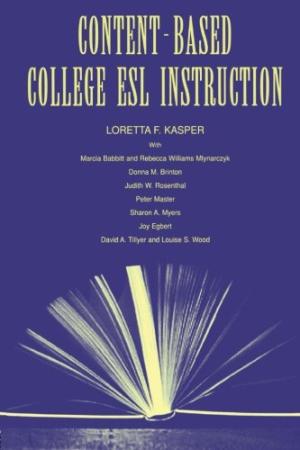 CONTENT-BASED
COLLEGE ESL INSTRUCTION
LORETTA F. KASPER
With
Marcia Babbitt and Rebecca Williams Mlynarczyk
Donna M. Brinton
Judith W. Rosenthal
Peter Master
Sharon A. Myers
Joy Egbert
David A. Tillyer and Louise S. Wood